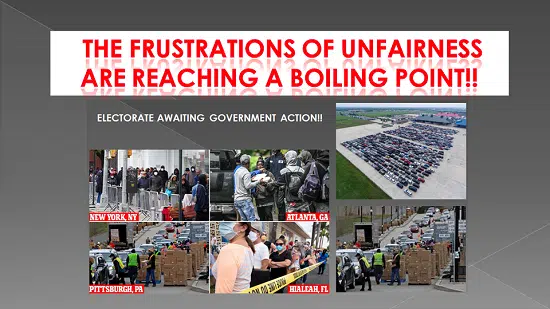 THE FRUSTRATIONS OF UNFAIRNESS
ARE REACHING A BOILING POINT!!
ELECTORATE AWAITING GOVERNMENT ACTION!!
NEW YORK, NY
ATLANTA, GA
PITTSBURGH, PA
HIALEAH, FL